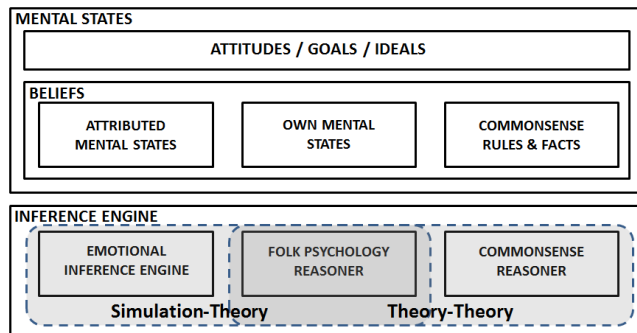 MENTAL STATES
ATTITUDES / GOALS / IDEALS
BELIEFS
ATTRIBUTED
MENTAL STATES
OWN MENTAL
STATES
COMMONSENSE
RULES & FACTS
INFERENCE ENGINE
EMOTIONAL
INFERENCE ENGINE
FOLK PSYCHOLOGY
REASONER
COMMONSENSE
REASONER
Simulation-Theory
Theory-Theory